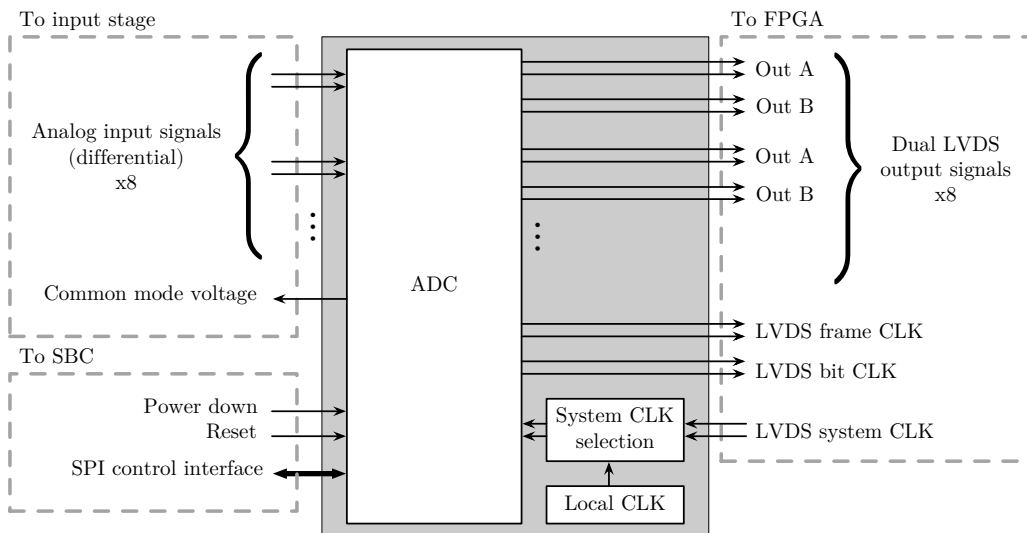 To input stage
Analog input signals
(differential)
x8
Common mode voltage
To SBC
Power down
Reset
SPI control interface
ADC
System CLK
selection
Local CLK
To FPGA
Out A
Out B
Out A
Out B
Dual LVDS
output signals
x8
LVDS frame CLK
LVDS bit CLK
LVDS system CLK